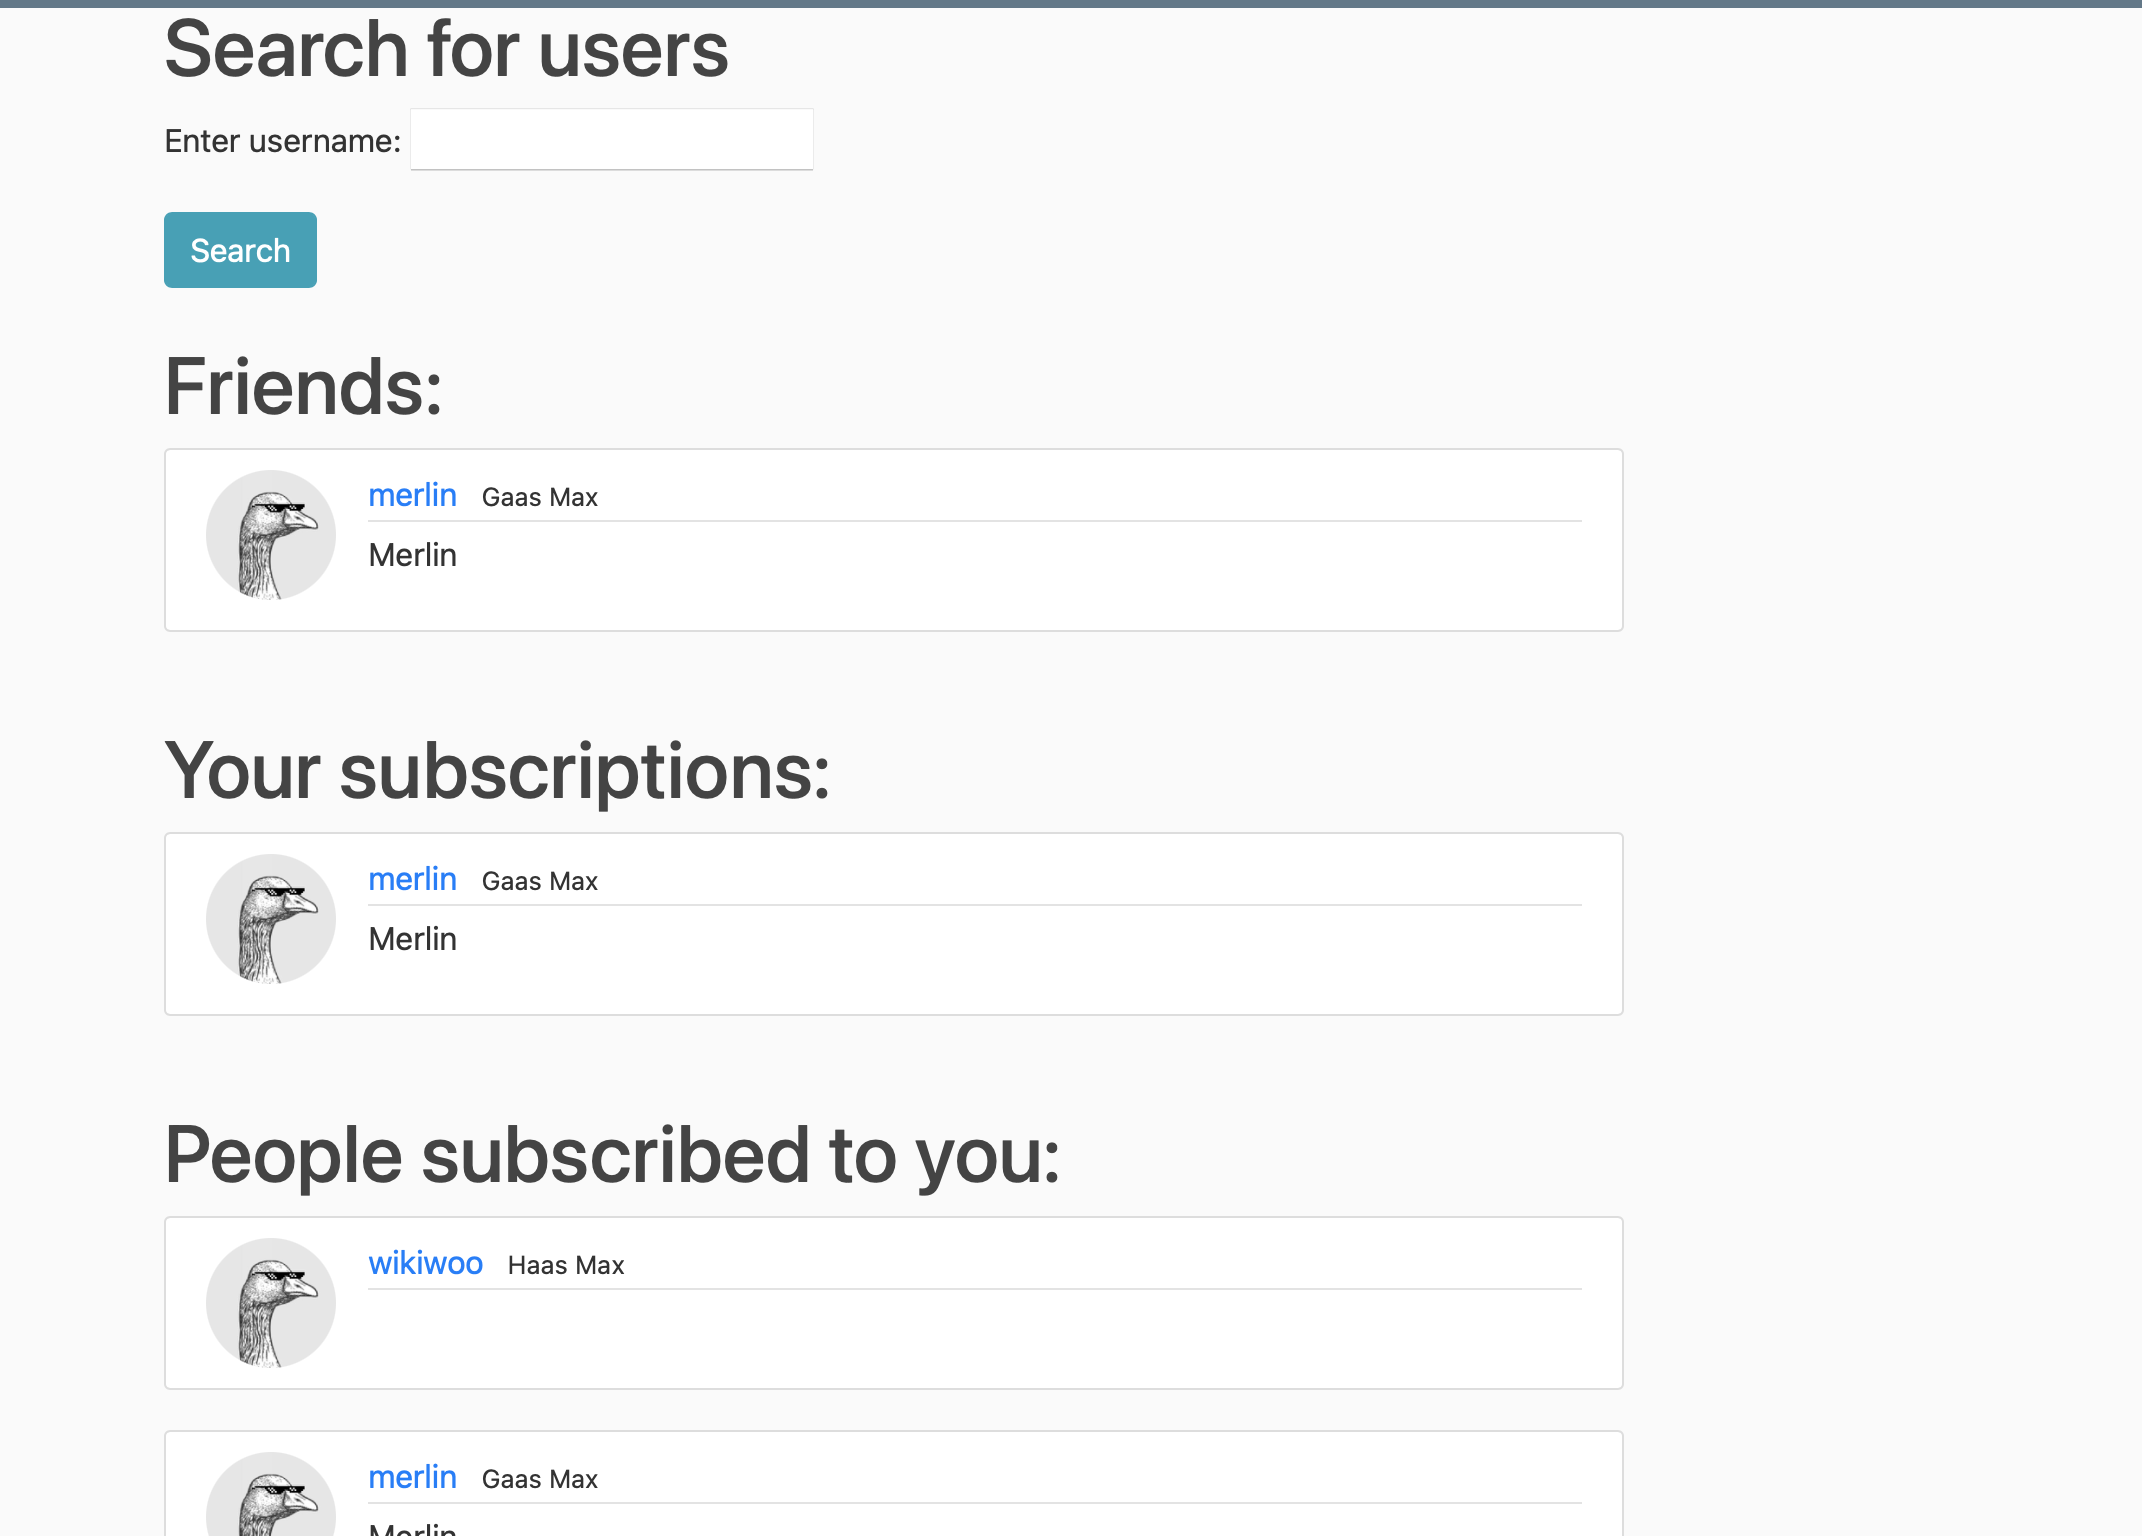 Search for users
Enter username:
Search
Friends:
merlin Gaas Max
Merlin
Your subscriptions:
merlin Gaas Max
Merlin
People subscribed to you:
wikiwoo Haas Max
merlin Gaas Max
Merlin